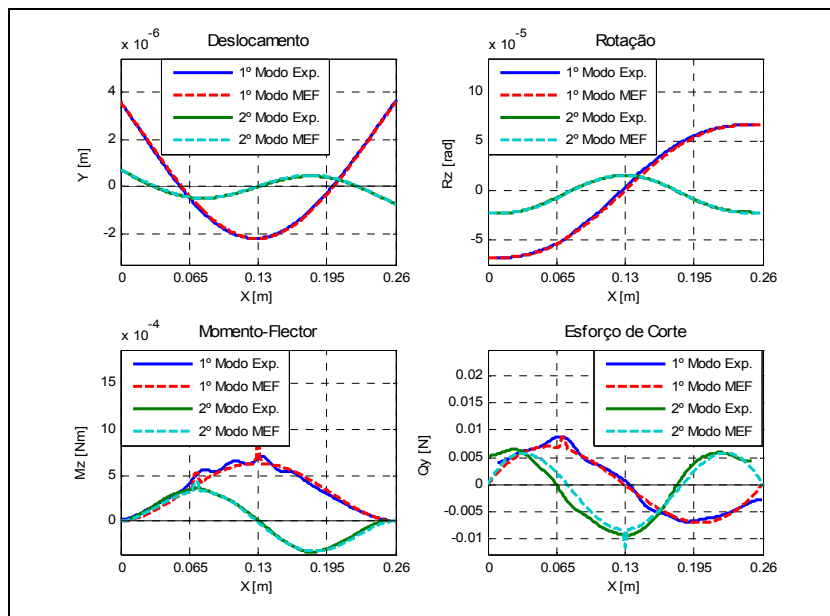 x 10⁻⁶
Deslocamento
1º Modo Exp.
1º Modo MEF
2º Modo Exp.
2º Modo MEF
4
2
0
-2
Y [m]
0 0.065 0.13 0.195 0.26
X [m]
x 10⁻⁵
Rotação
1º Modo Exp.
1º Modo MEF
2º Modo Exp.
2º Modo MEF
10
5
0
-5
Rz [rad]
0 0.065 0.13 0.195 0.26
X [m]
x 10⁻⁴
Momento-Flector
1º Modo Exp.
1º Modo MEF
2º Modo Exp.
2º Modo MEF
15
10
5
0
Mz [Nm]
0 0.065 0.13 0.195 0.26
X [m]
Esforço de Corte
1º Modo Exp.
1º Modo MEF
2º Modo Exp.
2º Modo MEF
0.02
0.015
0.01
0.005
0
-0.005
-0.01
Qy [N]
0 0.065 0.13 0.195 0.26
X [m]